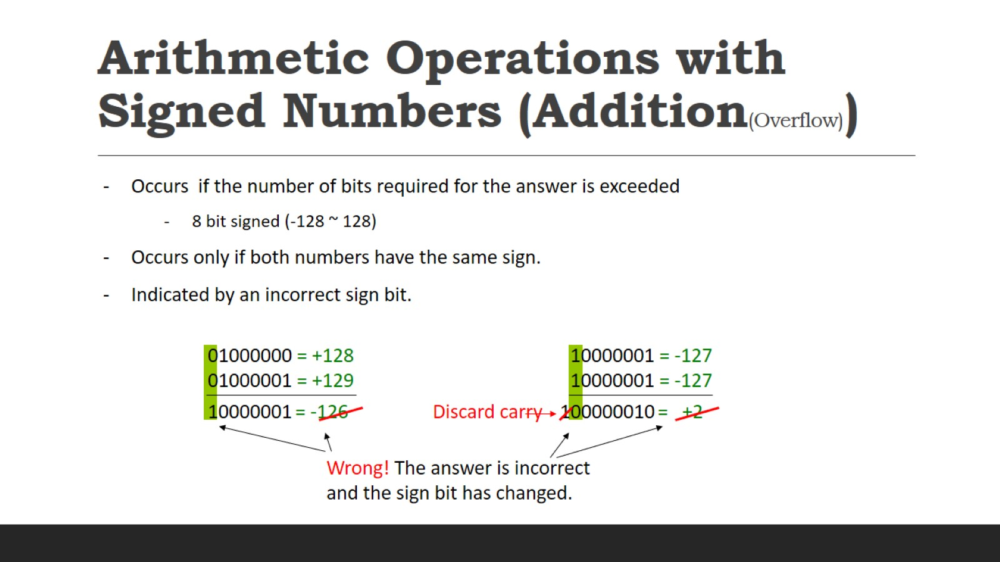 Arithmetic Operations with
Signed Numbers (Addition(Overflow))
- Occurs if the number of bits required for the answer is exceeded
- 8 bit signed (-128 ~ 128)
- Occurs only if both numbers have the same sign.
- Indicated by an incorrect sign bit.
01000000 = +128
01000001 = +129
10000001 = -126
10000001 = -127
10000001 = -127
Discard carry 100000010 = +2
Wrong! The answer is incorrect
and the sign bit has changed.